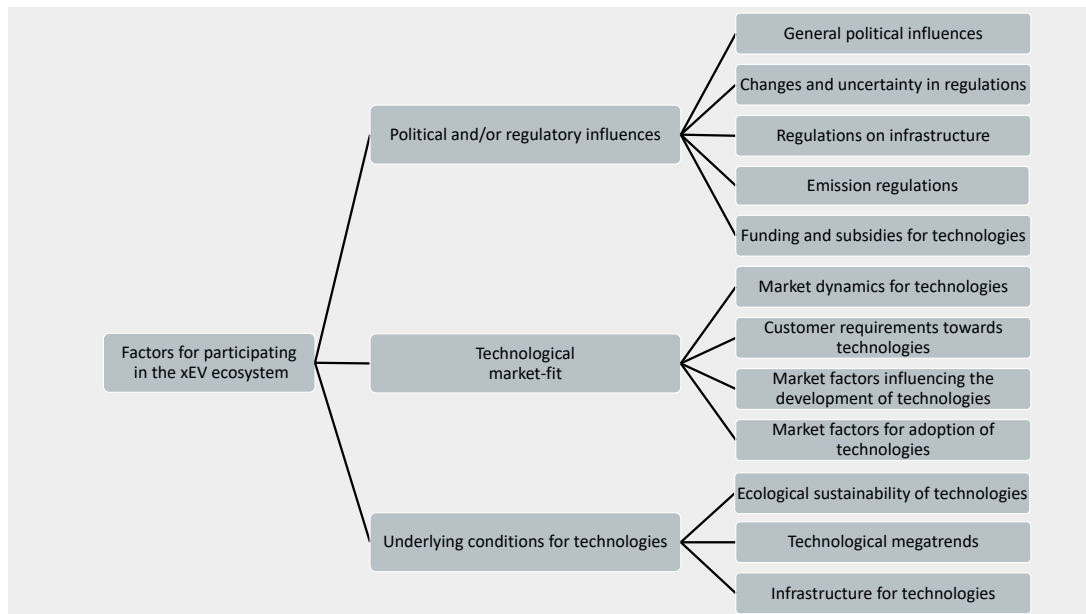 General political influences
Changes and uncertainty in regulations
Political and/or regulatory influences
Regulations on infrastructure
Emission regulations
Funding and subsidies for technologies
Market dynamics for technologies
Customer requirements towards
technologies
Factors for participating
in the xEV ecosystem
Technological
market-fit
Market factors influencing the
development of technologies
Market factors for adoption of
technologies
Ecological sustainability of technologies
Underlying conditions for technologies
Technological megatrends
Infrastructure for technologies